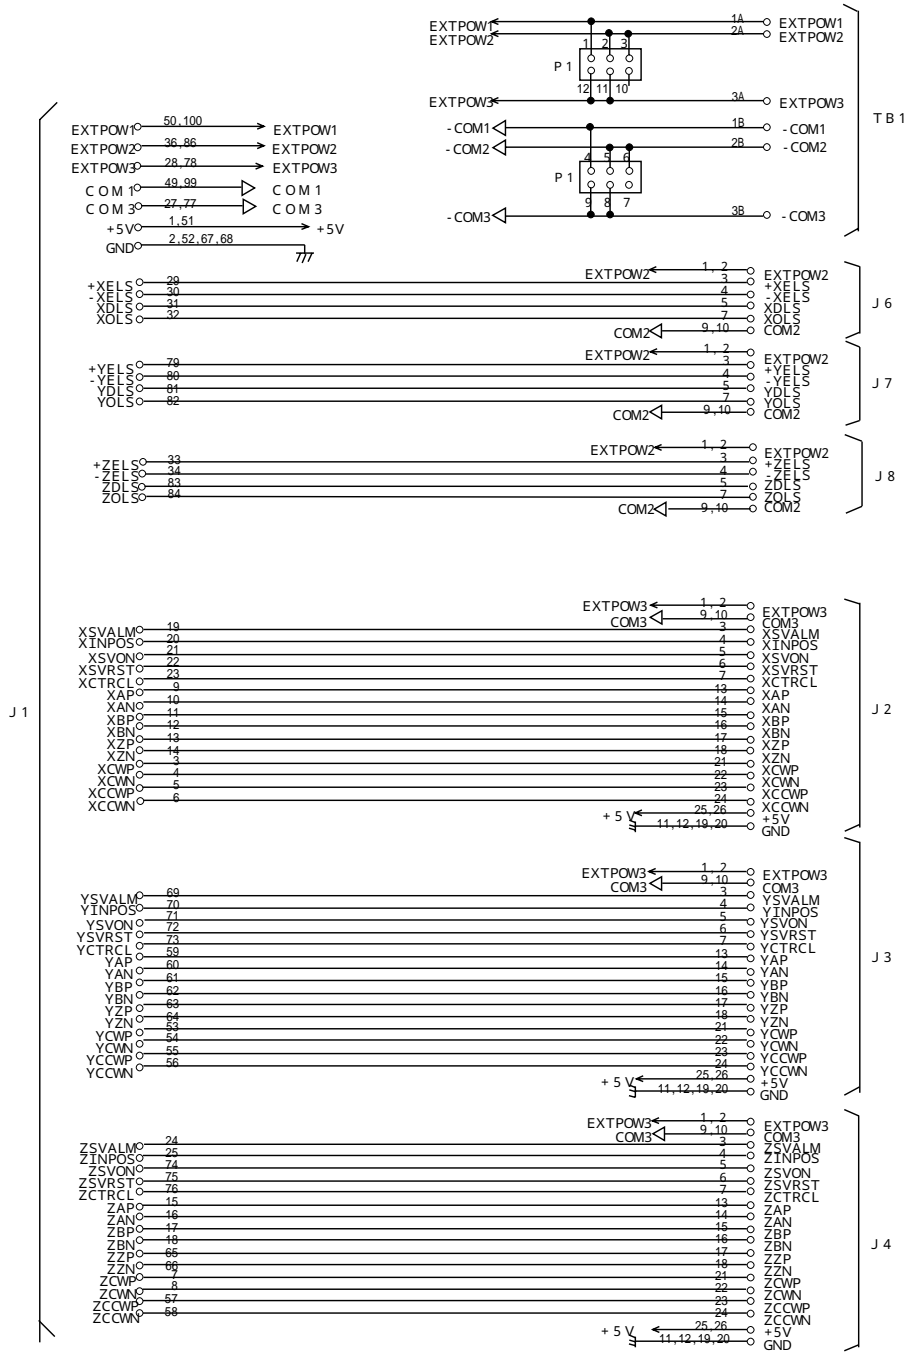 EXTPOW1 1A EXTPOW1
EXTPOW2 2A EXTPOW2
1 2 3
P1
12 11 10
EXTPOW3 3A EXTPOW3
TB1
-COM1 1B -COM1
-COM2 2B -COM2
4 5 6
P1
9 8 7
-COM3 3B -COM3
EXTPOW1 50,100 EXTPOW1
EXTPOW2 36,86 EXTPOW2
EXTPOW3 28,78 EXTPOW3
COM1 49,99 COM1
COM3 27,77 COM3
+5V 1,51 +5V
GND 2,52,67,68
EXTPOW2 1,2 EXTPOW2
+XELS 29 3 +XELS
-XELS 30 4 -XELS
XDLS 31 5 XDLS
XOLS 32 7 XOLS
COM2 9,10 COM2
J6
EXTPOW2 1,2 EXTPOW2
+YELS 79 3 +YELS
-YELS 80 4 -YELS
YDLS 81 5 YDLS
YOLS 82 7 YOLS
COM2 9,10 COM2
J7
EXTPOW2 1,2 EXTPOW2
+ZELS 33 3 +ZELS
-ZELS 34 4 -ZELS
ZDLS 83 5 ZDLS
ZOLS 84 7 ZOLS
COM2 9,10 COM2
J8
J1
EXTPOW3 1,2 EXTPOW3
COM3 9,10 COM3
XSVALM 19 3 XSVALM
XINPOS 20 4 XINPOS
XSVON 21 5 XSVON
XSVRST 22 6 XSVRST
XCTRCL 23 7 XCTRCL
XAP 9 13 XAP
XAN 10 14 XAN
XBP 11 15 XBP
XBN 12 16 XBN
XZP 13 17 XZP
XZN 14 18 XZN
XCWP 3 21 XCWP
XCWN 4 22 XCWN
XCCWP 5 23 XCCWP
XCCWN 6 24 XCCWN
+5V 25,26 +5V
11,12,19,20 GND
J2
EXTPOW3 1,2 EXTPOW3
COM3 9,10 COM3
YSVALM 69 3 YSVALM
YINPOS 70 4 YINPOS
YSVON 71 5 YSVON
YSVRST 72 6 YSVRST
YCTRCL 73 7 YCTRCL
YAP 59 13 YAP
YAN 60 14 YAN
YBP 61 15 YBP
YBN 62 16 YBN
YZP 63 17 YZP
YZN 64 18 YZN
YCWP 53 21 YCWP
YCWN 54 22 YCWN
YCCWP 55 23 YCCWP
YCCWN 56 24 YCCWN
+5V 25,26 +5V
11,12,19,20 GND
J3
EXTPOW3 1,2 EXTPOW3
COM3 9,10 COM3
ZSVALM 24 3 ZSVALM
ZINPOS 25 4 ZINPOS
ZSVON 74 5 ZSVON
ZSVRST 75 6 ZSVRST
ZCTRCL 76 7 ZCTRCL
ZAP 15 13 ZAP
ZAN 16 14 ZAN
ZBP 17 15 ZBP
ZBN 18 16 ZBN
ZZP 65 17 ZZP
ZZN 66 18 ZZN
ZCWP 7 21 ZCWP
ZCWN 8 22 ZCWN
ZCCWP 57 23 ZCCWP
ZCCWN 58 24 ZCCWN
+5V 25,26 +5V
11,12,19,20 GND
J4